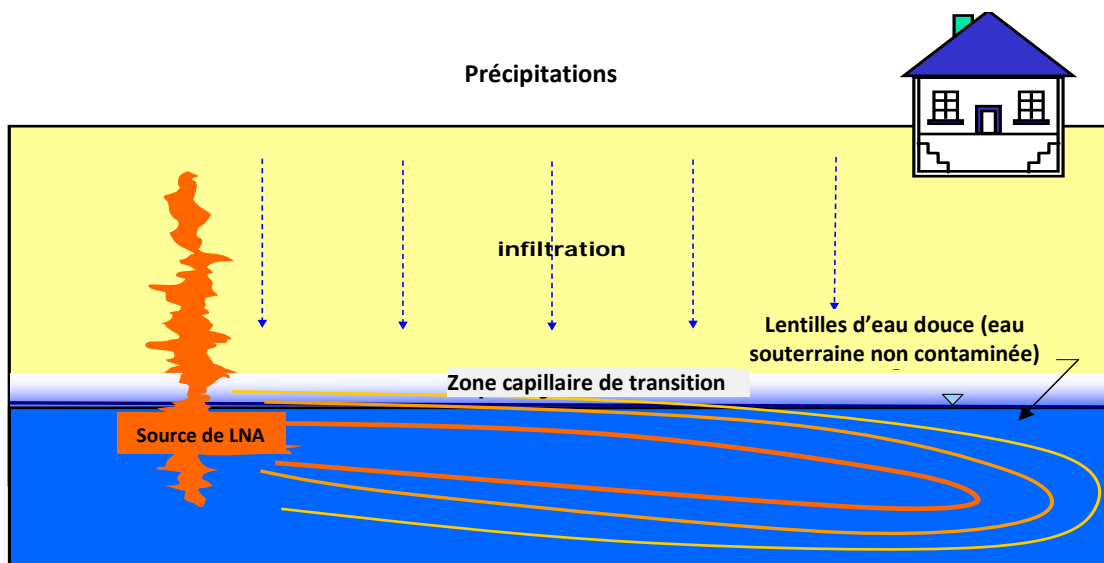 Précipitations
infiltration
Lentilles d'eau douce (eau
souterraine non contaminée)
Zone capillaire de transition
Source de LNA